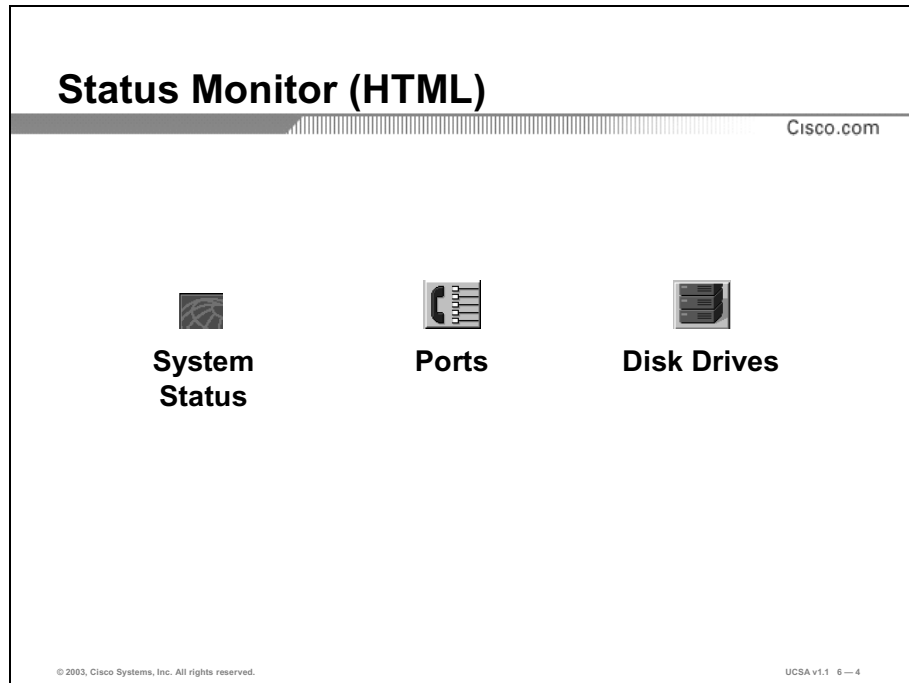 Status Monitor (HTML)
Cisco.com
System
Status
Ports
Disk Drives
© 2003, Cisco Systems, Inc. All rights reserved.
UCSA v1.1 6 — 4